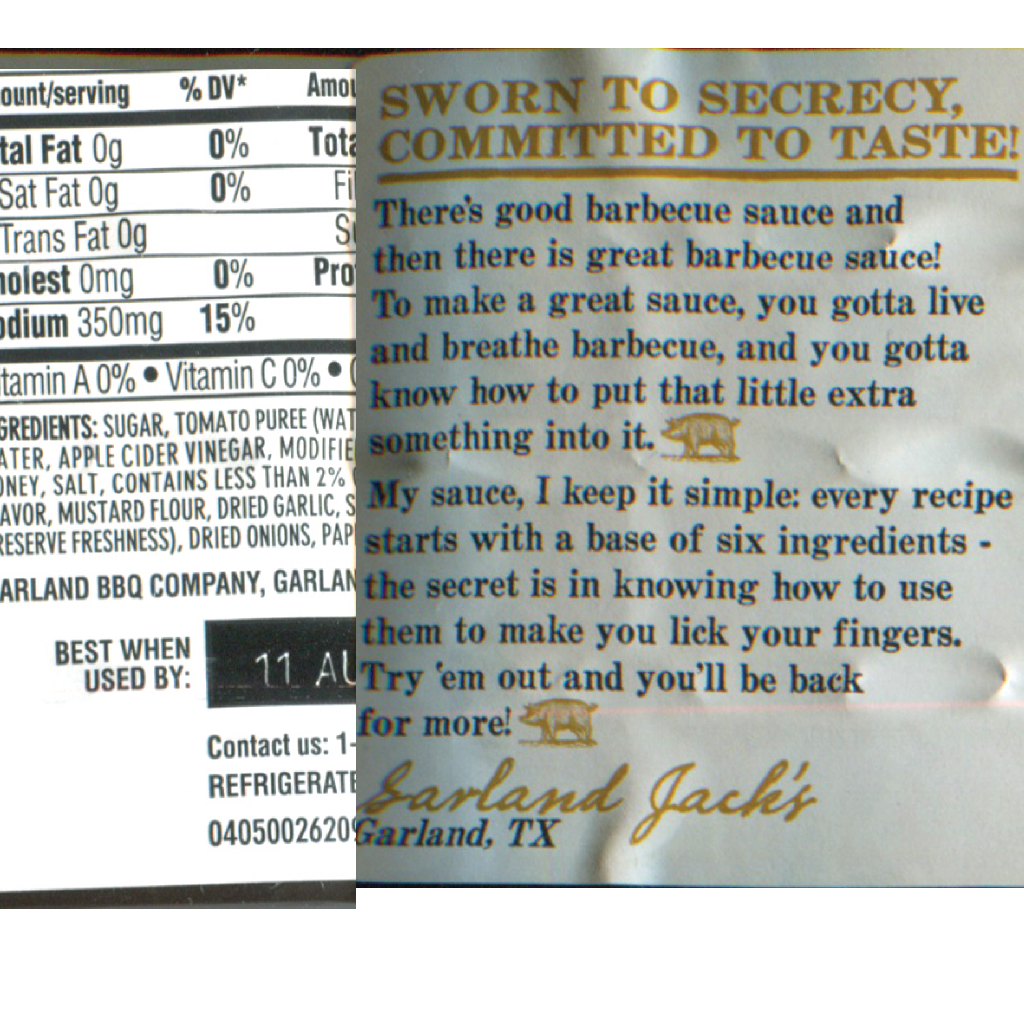 ount/serving % DV* Amou
tal Fat 0g 0% Tota
Sat Fat 0g 0% Fi
Trans Fat 0g Su
holest 0mg 0% Pro
odium 350mg 15%
tamin A 0% • Vitamin C 0% •
GREDIENTS: SUGAR, TOMATO PUREE (WAT
ATER, APPLE CIDER VINEGAR, MODIFIE
ONEY, SALT, CONTAINS LESS THAN 2%
AVOR, MUSTARD FLOUR, DRIED GARLIC, S
RESERVE FRESHNESS), DRIED ONIONS, PAP
ARLAND BBQ COMPANY, GARLAN
BEST WHEN
USED BY:
11 AU
Contact us: 1-
REFRIGERATE
04050026209
SWORN TO SECRECY,
COMMITTED TO TASTE!
There's good barbecue sauce and
then there is great barbecue sauce!
To make a great sauce, you gotta live
and breathe barbecue, and you gotta
know how to put that little extra
something into it.
My sauce, I keep it simple: every recipe
starts with a base of six ingredients -
the secret is in knowing how to use
them to make you lick your fingers.
Try 'em out and you'll be back
for more!
Garland Jack's
Garland, TX